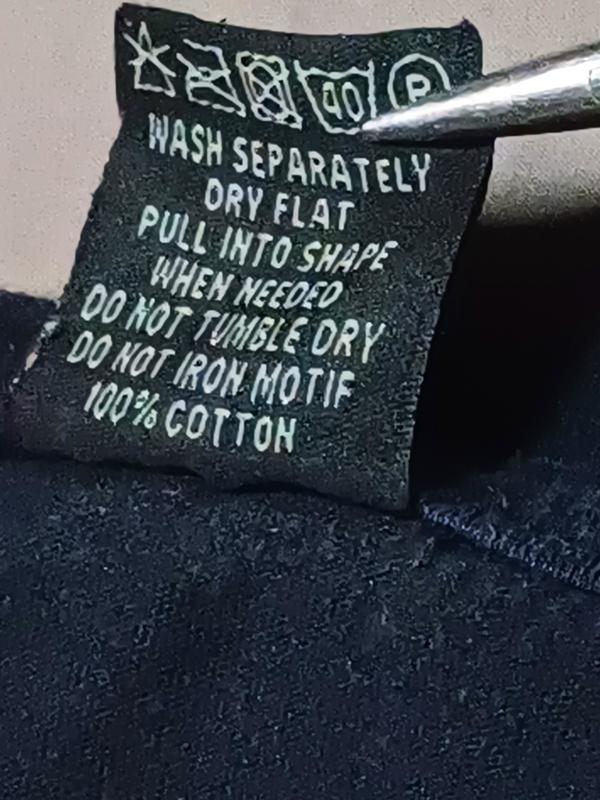 40 P
WASH SEPARATELY
DRY FLAT
PULL INTO SHAPE
WHEN NEEDED
DO NOT TUMBLE DRY
DO NOT IRON MOTIF
100% COTTON